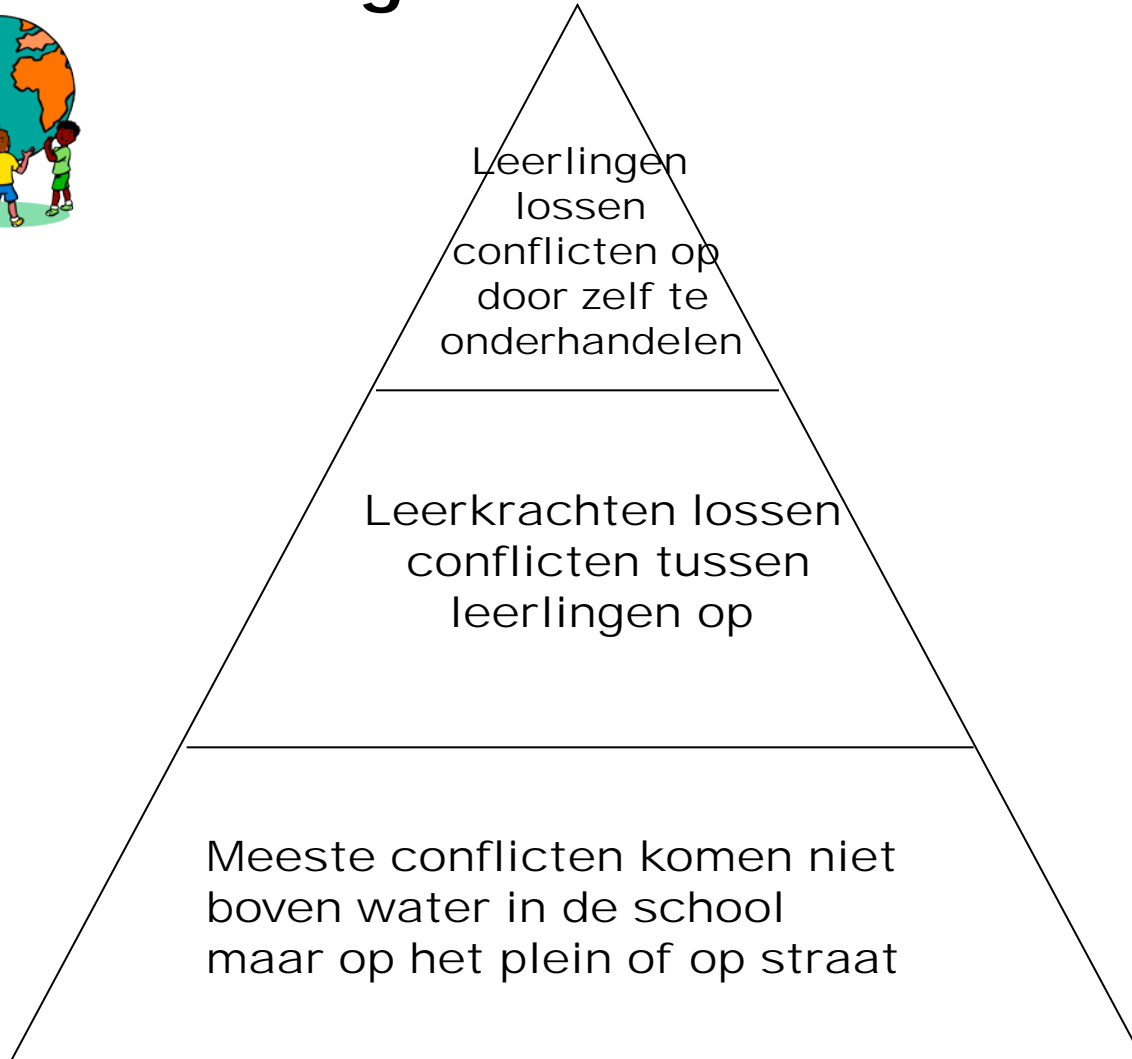 Leerlingen
lossen
conflicten op
door zelf te
onderhandelen
Leerkrachten lossen
conflicten tussen
leerlingen op
Meeste conflicten komen niet
boven water in de school
maar op het plein of op straat